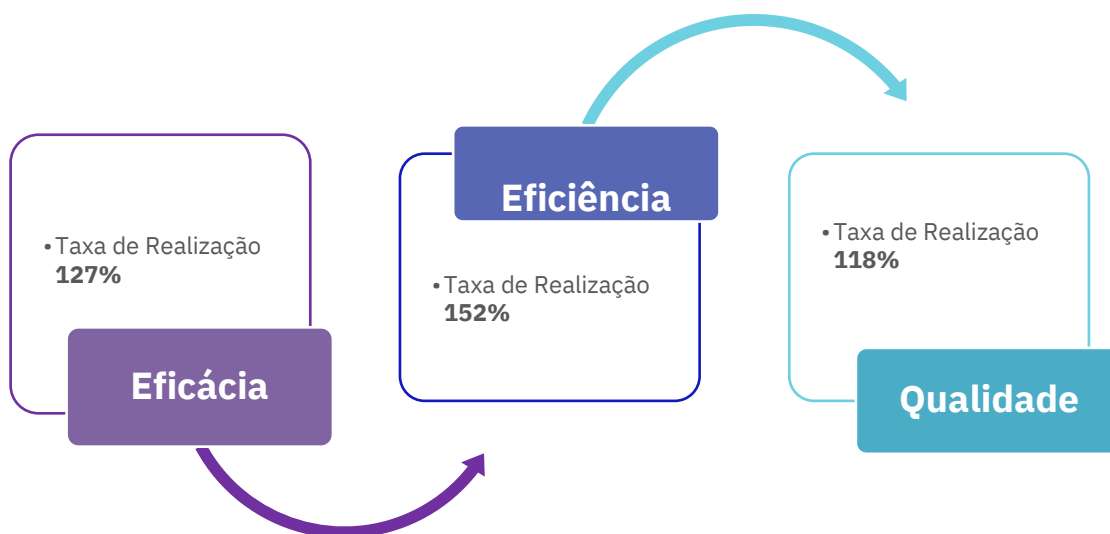 • Taxa de Realização
127%
Eficácia
Eficiência
• Taxa de Realização
152%
• Taxa de Realização
118%
Qualidade